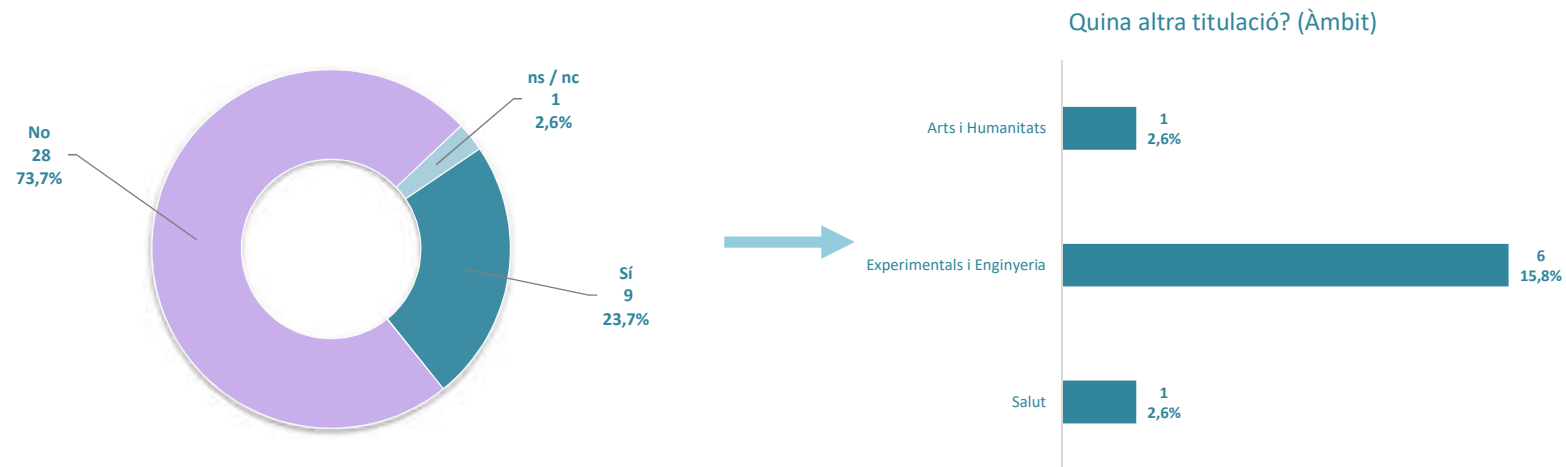 No
28
73,7%
ns / nc
1
2,6%
Sí
9
23,7%
Quina altra titulació? (Àmbit)
Arts i Humanitats
1
2,6%
Experimentals i Enginyeria
6
15,8%
Salut
1
2,6%